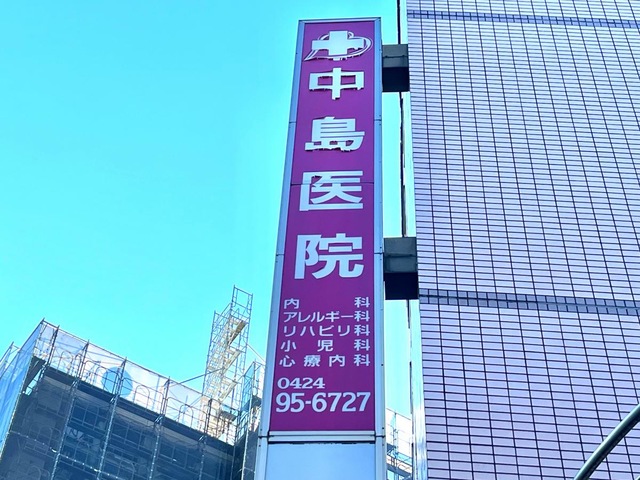 中島医院
内科
アレルギー科
リハビリ科
小児科
心療内科
0424
95-6727